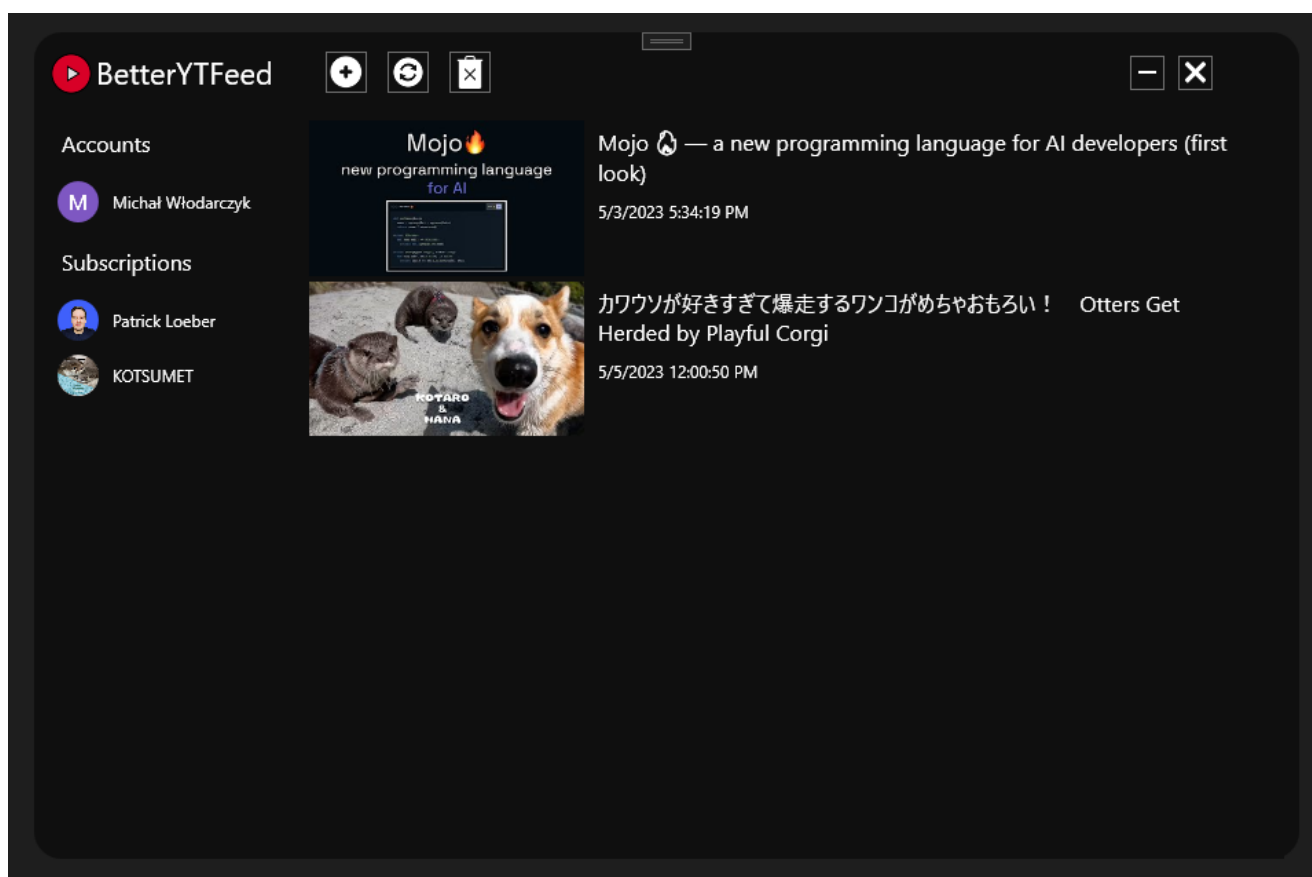 BetterYTFeed
Accounts
M
Michał Włodarczyk
Subscriptions
Patrick Loeber
KOTSUMET
Mojo🔥
new programming language
for AI
Mojo 🔥 — a new programming language for AI developers (first
look)
5/3/2023 5:34:19 PM
KOTARO
&
HANA
カワウソが好きすぎて爆走するワンコがめちゃおもろい！　Otters Get
Herded by Playful Corgi
5/5/2023 12:00:50 PM